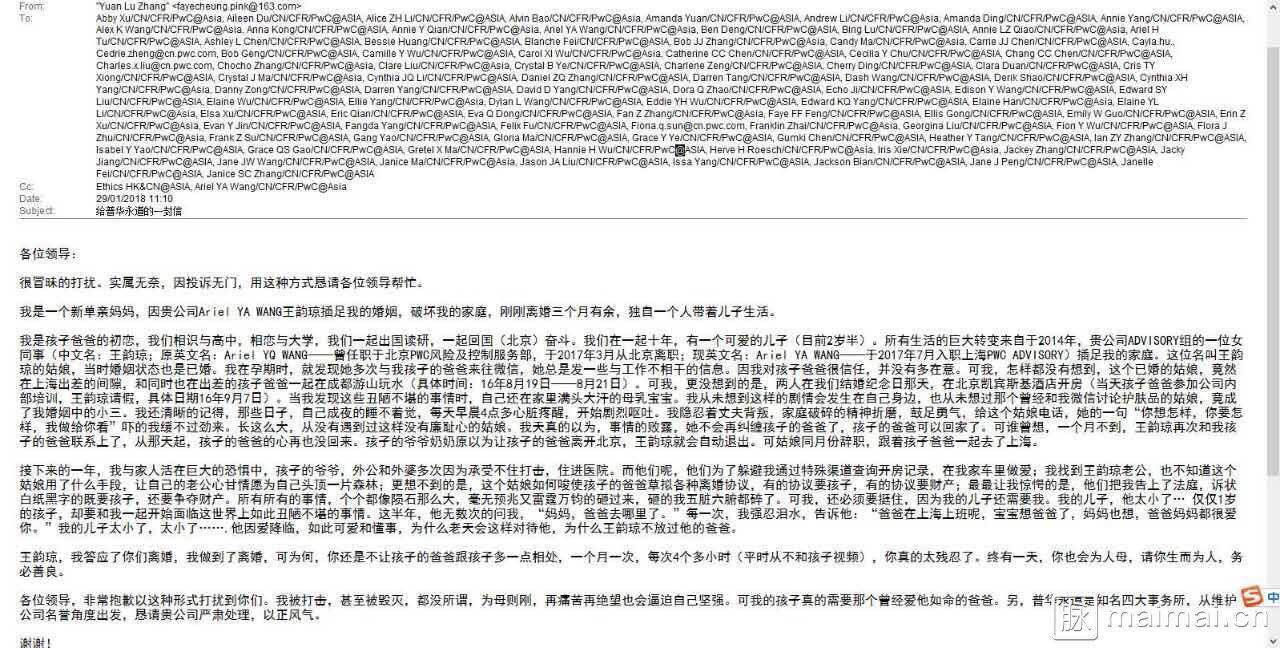 From: "Yuan Lu Zhang" <fayecheung.pink@163.com>
To: Abby Xu/CN/CFR/PwC@Asia, Aileen Du/CN/CFR/PwC@Asia, Alice ZH Li/CN/CFR/PwC@Asia, Alvin Bao/CN/CFR/PwC@Asia, Amanda Yuan/CN/CFR/PwC@Asia, Andrew Li/CN/CFR/PwC@Asia, Amanda Ding/CN/CFR/PwC@Asia, Annie Yang/CN/CFR/PwC@ASIA,
Alex K Wang/CN/CFR/PwC@Asia, Anna Kong/CN/CFR/PwC@ASIA, Annie Y Qian/CN/CFR/PwC@Asia, Ariel YA Wang/CN/CFR/PwC@Asia, Ben Deng/CN/CFR/PwC@Asia, Bing Lu/CN/CFR/PwC@ASIA, Annie LZ Qiao/CN/CFR/PwC@ASIA, Ariel H
Tu/CN/CFR/PwC@ASIA, Ashley L Chen/CN/CFR/PwC@ASIA, Bessie Huang/CN/CFR/PwC@ASIA, Blanche Fei/CN/CFR/PwC@ASIA, Bob JJ Zhang/CN/CFR/PwC@ASIA, Candy Ma/CN/CFR/PwC@ASIA, Carrie JJ Chen/CN/CFR/PwC@ASIA, Cayla.hu.,
Cedrie.zheng@cn.pwc.com, Bob Geng/CN/CFR/PwC@ASIA, Camille Y Wu/CN/CFR/PwC@ASIA, Carol XI Wu/CN/CFR/PwC@ASIA, Catherine CC Chen/CN/CFR/PwC@ASIA, Cecilia Y Chu/CN/CFR/PwC@ASIA, Chang CC Chen/CN/CFR/PwC@ASIA,
Charles.x.liu@cn.pwc.com, Chocho Zhang/CN/CFR/PwC@ASIA, Clare Liu/CN/CFR/PwC@ASIA, Crystal B Ye/CN/CFR/PwC@ASIA, Charlene Zeng/CN/CFR/PwC@ASIA, Cherry Ding/CN/CFR/PwC@ASIA, Clara Duan/CN/CFR/PwC@ASIA, Cris TY
Xiong/CN/CFR/PwC@ASIA, Crystal J Ma/CN/CFR/PwC@ASIA, Cynthia JQ Li/CN/CFR/PwC@ASIA, Daniel ZQ Zhang/CN/CFR/PwC@ASIA, Darren Tang/CN/CFR/PwC@ASIA, Dash Wang/CN/CFR/PwC@ASIA, Derik Shao/CN/CFR/PwC@ASIA, Cynthia XH
Yang/CN/CFR/PwC@ASIA, Danny Zong/CN/CFR/PwC@ASIA, Darren Yang/CN/CFR/PwC@ASIA, David D Yang/CN/CFR/PwC@ASIA, Dora Q Zhao/CN/CFR/PwC@ASIA, Echo Ji/CN/CFR/PwC@ASIA, Edison Y Wang/CN/CFR/PwC@ASIA, Edward SY
Liu/CN/CFR/PwC@ASIA, Elaine Wu/CN/CFR/PwC@ASIA, Ellie Yang/CN/CFR/PwC@ASIA, Dylan L Wang/CN/CFR/PwC@ASIA, Eddie YH Wu/CN/CFR/PwC@ASIA, Edward KQ Yang/CN/CFR/PwC@ASIA, Elaine Han/CN/CFR/PwC@ASIA, Elaine YL
Li/CN/CFR/PwC@ASIA, Elsa Xu/CN/CFR/PwC@ASIA, Eric Qian/CN/CFR/PwC@ASIA, Eva Q Dong/CN/CFR/PwC@ASIA, Fan Z Zhang/CN/CFR/PwC@ASIA, Faye FF Feng/CN/CFR/PwC@ASIA, Ellis Gong/CN/CFR/PwC@ASIA, Emily W Guo/CN/CFR/PwC@ASIA, Erin Z
Xu/CN/CFR/PwC@Asia, Evan Y Jin/CN/CFR/PwC@ASIA, Fangda Yang/CN/CFR/PwC@ASIA, Felix Fu/CN/CFR/PwC@ASIA, Fiona.q.sun@cn.pwc.com, Franklin Zhai/CN/CFR/PwC@ASIA, Georgina Liu/CN/CFR/PwC@ASIA, Fion Y Wu/CN/CFR/PwC@ASIA, Flora J
Zhu/CN/CFR/PwC@ASIA, Frank Z Su/CN/CFR/PwC@ASIA, Gang Yao/CN/CFR/PwC@ASIA, Gloria Ma/CN/CFR/PwC@ASIA, Grace Y Ye/CN/CFR/PwC@ASIA, Gumki Chen/CN/CFR/PwC@ASIA, Heather Y Tang/CN/CFR/PwC@ASIA, Ian ZY Zhang/CN/CFR/PwC@ASIA,
Isabel Y Yao/CN/CFR/PwC@ASIA, Grace QS Gao/CN/CFR/PwC@ASIA, Gretel X Ma/CN/CFR/PwC@ASIA, Hannie H Wu/CN/CFR/PwC@ASIA, Herve H Roesch/CN/CFR/PwC@ASIA, Iris Xie/CN/CFR/PwC@ASIA, Jackey Zhang/CN/CFR/PwC@ASIA, Jacky
Jiang/CN/CFR/PwC@ASIA, Jane JW Wang/CN/CFR/PwC@ASIA, Janice Ma/CN/CFR/PwC@ASIA, Jason JA Liu/CN/CFR/PwC@ASIA, Issa Yang/CN/CFR/PwC@ASIA, Jackson Bian/CN/CFR/PwC@ASIA, Jane J Peng/CN/CFR/PwC@ASIA, Janelle
Fei/CN/CFR/PwC@ASIA, Janice SC Zhang/CN/CFR/PwC@ASIA
Cc: Ethics HK&CN@ASIA, Ariel YA Wang/CN/CFR/PwC@Asia
Date: 29/01/2018 11:10
Subject: 给普华永道的一封信
各位领导：
很冒昧的打扰。实属无奈，因投诉无门，用这种方式恳请各位领导帮忙。
我是一个新单亲妈妈，因贵公司Ariel YA WANG王韵琼插足我的婚姻，破坏我的家庭，刚刚离婚三个月有余，独自一个人带着儿子生活。
我是孩子爸爸的初恋，我们相识与高中，相恋与大学，我们一起出国读研，一起回国（北京）奋斗。我们在一起十年，有一个可爱的儿子（目前2岁半）。所有生活的巨大转变来自于2014年，贵公司ADVISORY组的一位女
同事（中文名：王韵琼；原英文名：Ariel YQ WANG——曾任职于北京PWC风险及控制服务部，于2017年3月从北京离职；现英文名：Ariel YA WANG——于2017年7月入职上海PWC ADVISORY）插足我的家庭。这位名叫王韵
琼的姑娘，当时婚姻状态也是已婚。我在孕期时，就发现她多次与我孩子的爸爸来往微信，她总是发一些与工作不相干的信息。因我对孩子爸爸很信任，并没有多在意。可我，怎样都没有想到，这个已婚的姑娘，竟然
在上海出差的间隙，和同时也在出差的孩子爸爸一起在成都游山玩水（具体时间：16年8月19日——8月21日）。可我，更没想到的是，两人在我们结婚纪念日那天，在北京凯宾斯基酒店开房（当天孩子爸爸参加公司内
部培训，王韵琼请假，具体日期16年9月7日）。当我发现这些丑陋不堪的事情时，自己还在家里满头大汗的母乳宝宝。我从未想到这样的剧情会发生在自己身边，也从未想过那个曾经和我微信讨论护肤品的姑娘，竟成
了我婚姻中的小三。我还清晰的记得，那些日子，自己成夜的睡不着觉，每天早晨4点多心脏疼醒，开始剧烈呕吐。我隐忍着丈夫背叛，家庭破碎的精神折磨，鼓足勇气，给这个姑娘电话，她的一句“你想怎样，你要怎
样，我做给你看”吓的我缓不过劲来。长这么大，从没有遇到过这样没有廉耻心的姑娘。我天真的以为，事情的败露，她不会再纠缠孩子的爸爸了，孩子的爸爸可以回家了。可谁曾想，一个月不到，王韵琼再次和我孩
子的爸爸联系上了，从那天起，孩子的爸爸的心再也没回来。孩子的爷爷奶奶原以为让孩子的爸爸离开北京，王韵琼就会自动退出。可姑娘同月份辞职，跟着孩子爸爸一起去了上海。
接下来的一年，我与家人活在巨大的恐惧中，孩子的爷爷，外公和外婆多次因为承受不住打击，住进医院。而他们呢，他们为了躲避我通过特殊渠道查询开房记录，在我家车里做爱；我找到王韵琼老公，也不知道这个
姑娘用了什么手段，让自己的老公心甘情愿为自己头顶一片森林；更想不到的是，这个姑娘如何唆使孩子的爸爸草拟各种离婚协议，有的协议要孩子，有的协议要财产；最最让我惊愕的是，他们把我告上了法庭，诉状
白纸黑字的既要孩子，还要争夺财产。所有所有的事情，个个都像陨石那么大，毫无预兆又雷霆万钧的砸过来，砸的我五脏六腑都碎了。可我，还必须要挺住，因为我的儿子还需要我。我的儿子，他太小了… 仅仅1岁
的孩子，却要和我一起开始面临这世界上如此丑陋不堪的事情。这半年，他无数次的问我，“妈妈，爸爸去哪里了。”每一次，我强忍泪水，告诉他：“爸爸在上海上班呢，宝宝想爸爸了，妈妈也想，爸爸妈妈都很爱
你。”我的儿子太小了，太小了……。他因爱降临，如此可爱和懂事，为什么老天会这样对待他，为什么王韵琼不放过他的爸爸。
王韵琼，我答应了你们离婚，我做到了离婚，可为何，你还是不让孩子的爸爸跟孩子多一点相处，一个月一次，每次4个多小时（平时从不和孩子视频），你真的太残忍了。终有一天，你也会为人母，请你生而为人，务
必善良。
各位领导，非常抱歉以这种形式打扰到你们。我被打击，甚至被毁灭，都没所谓，为母则刚，再痛苦再绝望也会逼迫自己坚强。可我的孩子真的需要那个曾经爱他如命的爸爸。另，普华永道是知名四大事务所，从维护
公司名誉角度出发，恳请贵公司严肃处理，以正风气。
谢谢！
中
脉 maimai.cn